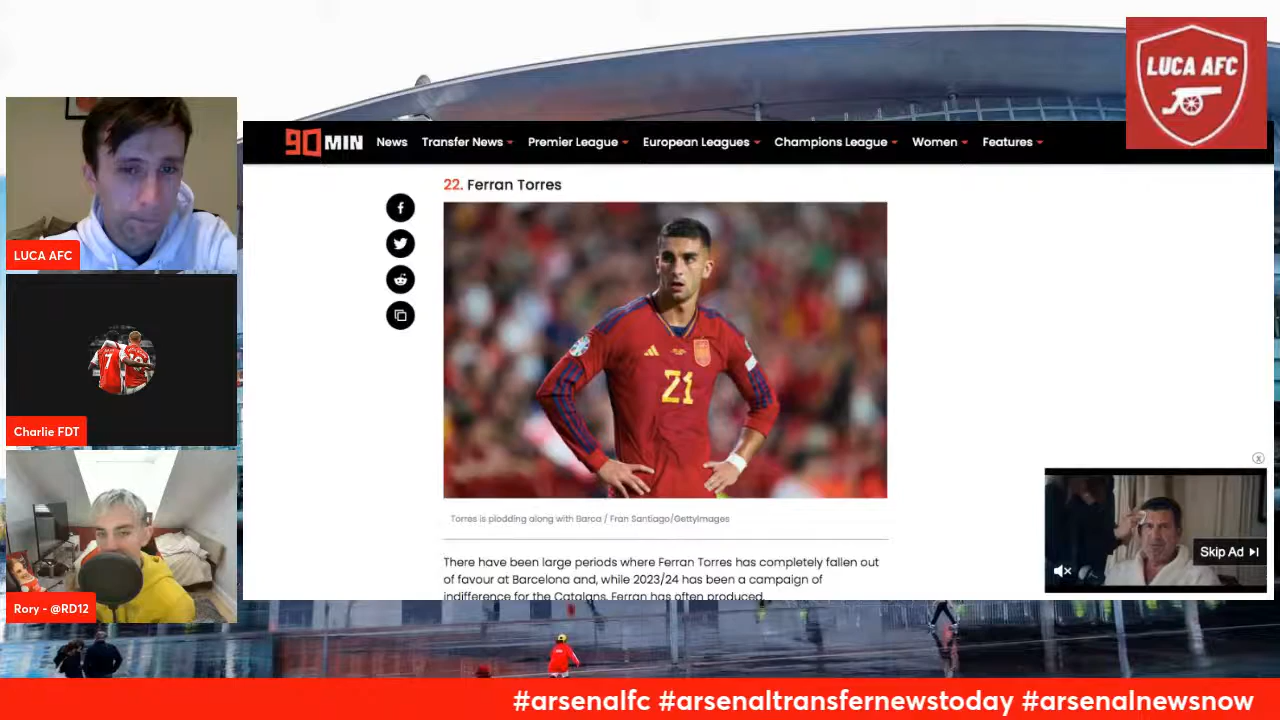 LUCA AFC
90MIN
News
Transfer News
Premier League
European Leagues
Champions League
Women
Features
22. Ferran Torres
21
LUCA AFC
7
Charlie FDT
Torres is plodding along with Barca / Fran Santiago/GettyImages
Skip Ad
There have been large periods where Ferran Torres has completely fallen out
of favour at Barcelona and, while 2023/24 has been a campaign of
indifference for the Catalans, Ferran has often produced.
Rory - @RD12
#arsenalfc #arsenaltransfernewstoday #arsenalnewsnow